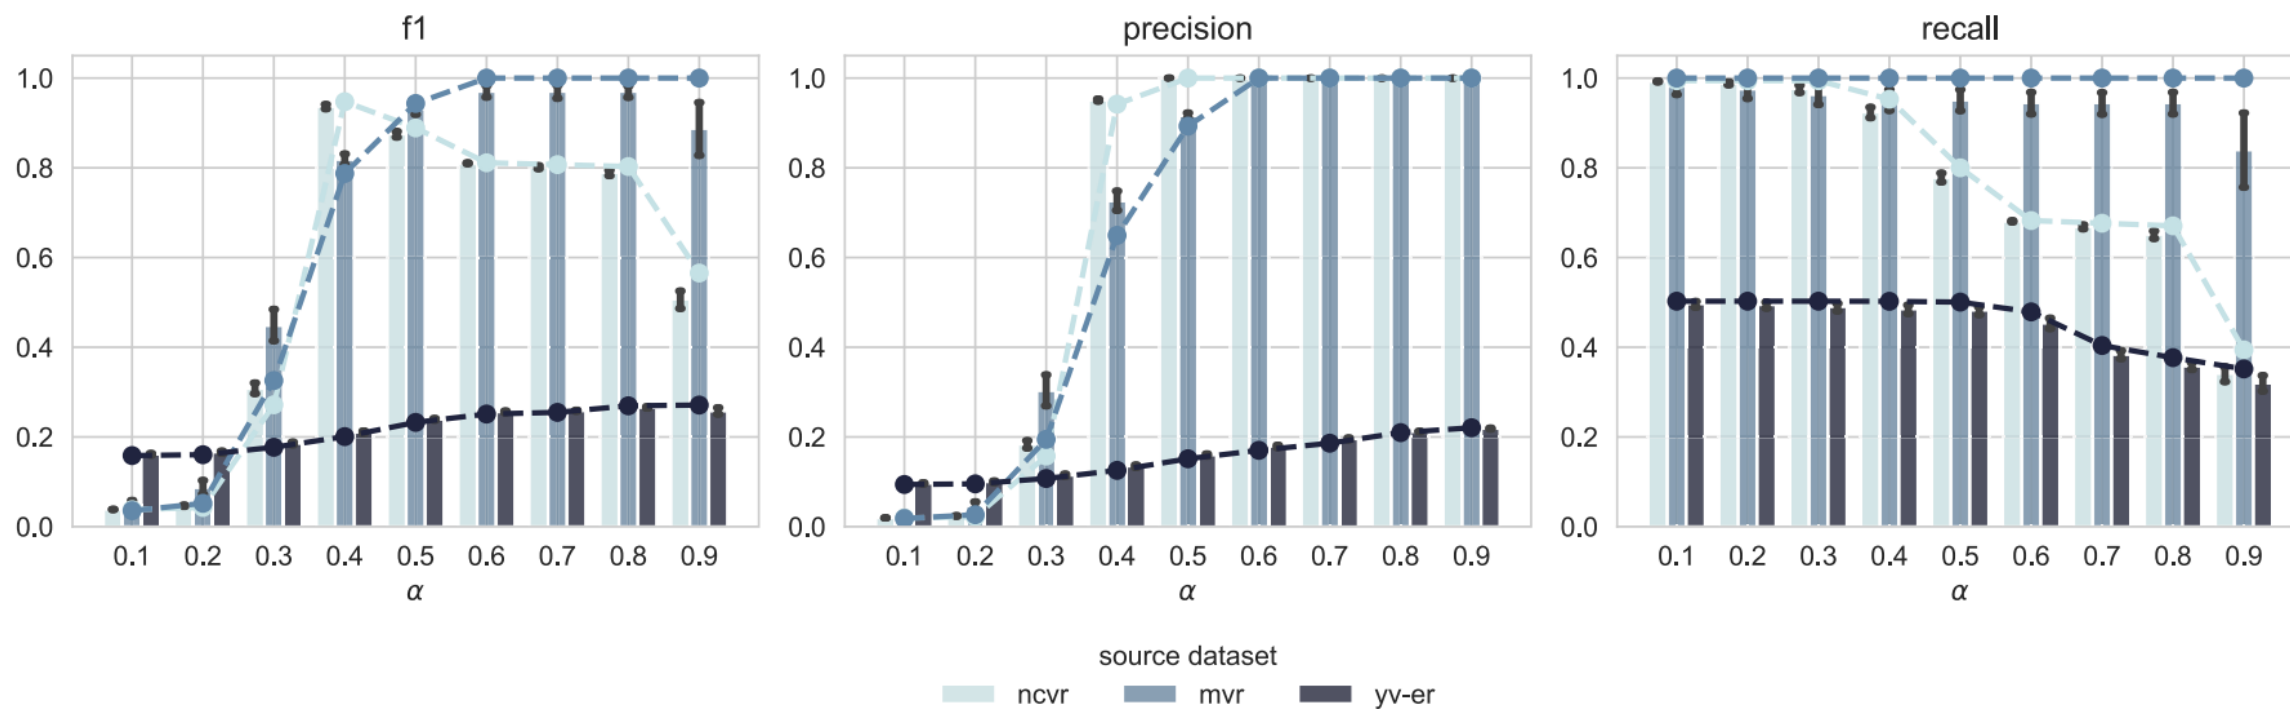 f1 precision recall
1.0 1.0 1.0
0.8 0.8 0.8
0.6 0.6 0.6
0.4 0.4 0.4
0.2 0.2 0.2
0.0 0.0 0.0
0.1 0.2 0.3 0.4 0.5 0.6 0.7 0.8 0.9 0.1 0.2 0.3 0.4 0.5 0.6 0.7 0.8 0.9 0.1 0.2 0.3 0.4 0.5 0.6 0.7 0.8 0.9
α α α
source dataset
ncvr mvr yv-er